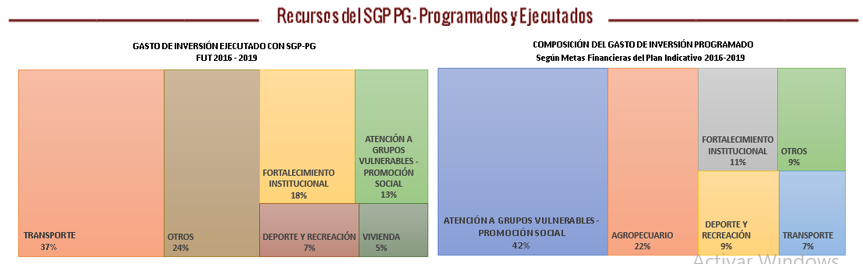 Recursos del SGP PG - Programados y Ejecutados
GASTO DE INVERSIÓN EJECUTADO CON SGP-PG
FUT 2016 - 2019
TRANSPORTE
37%
OTROS
24%
FORTALECIMIENTO
INSTITUCIONAL
18%
ATENCIÓN A
GRUPOS
VULNERABLES -
PROMOCIÓN
SOCIAL
13%
DEPORTE Y RECREACIÓN
7%
VIVIENDA
5%
COMPOSICIÓN DEL GASTO DE INVERSIÓN PROGRAMADO
Según Metas Financieras del Plan Indicativo 2016-2019
ATENCIÓN A GRUPOS VULNERABLES -
PROMOCIÓN SOCIAL
42%
AGROPECUARIO
22%
FORTALECIMIENTO
INSTITUCIONAL
11%
OTROS
9%
DEPORTE Y
RECREACIÓN
9%
TRANSPORTE
7%
Activar Windows